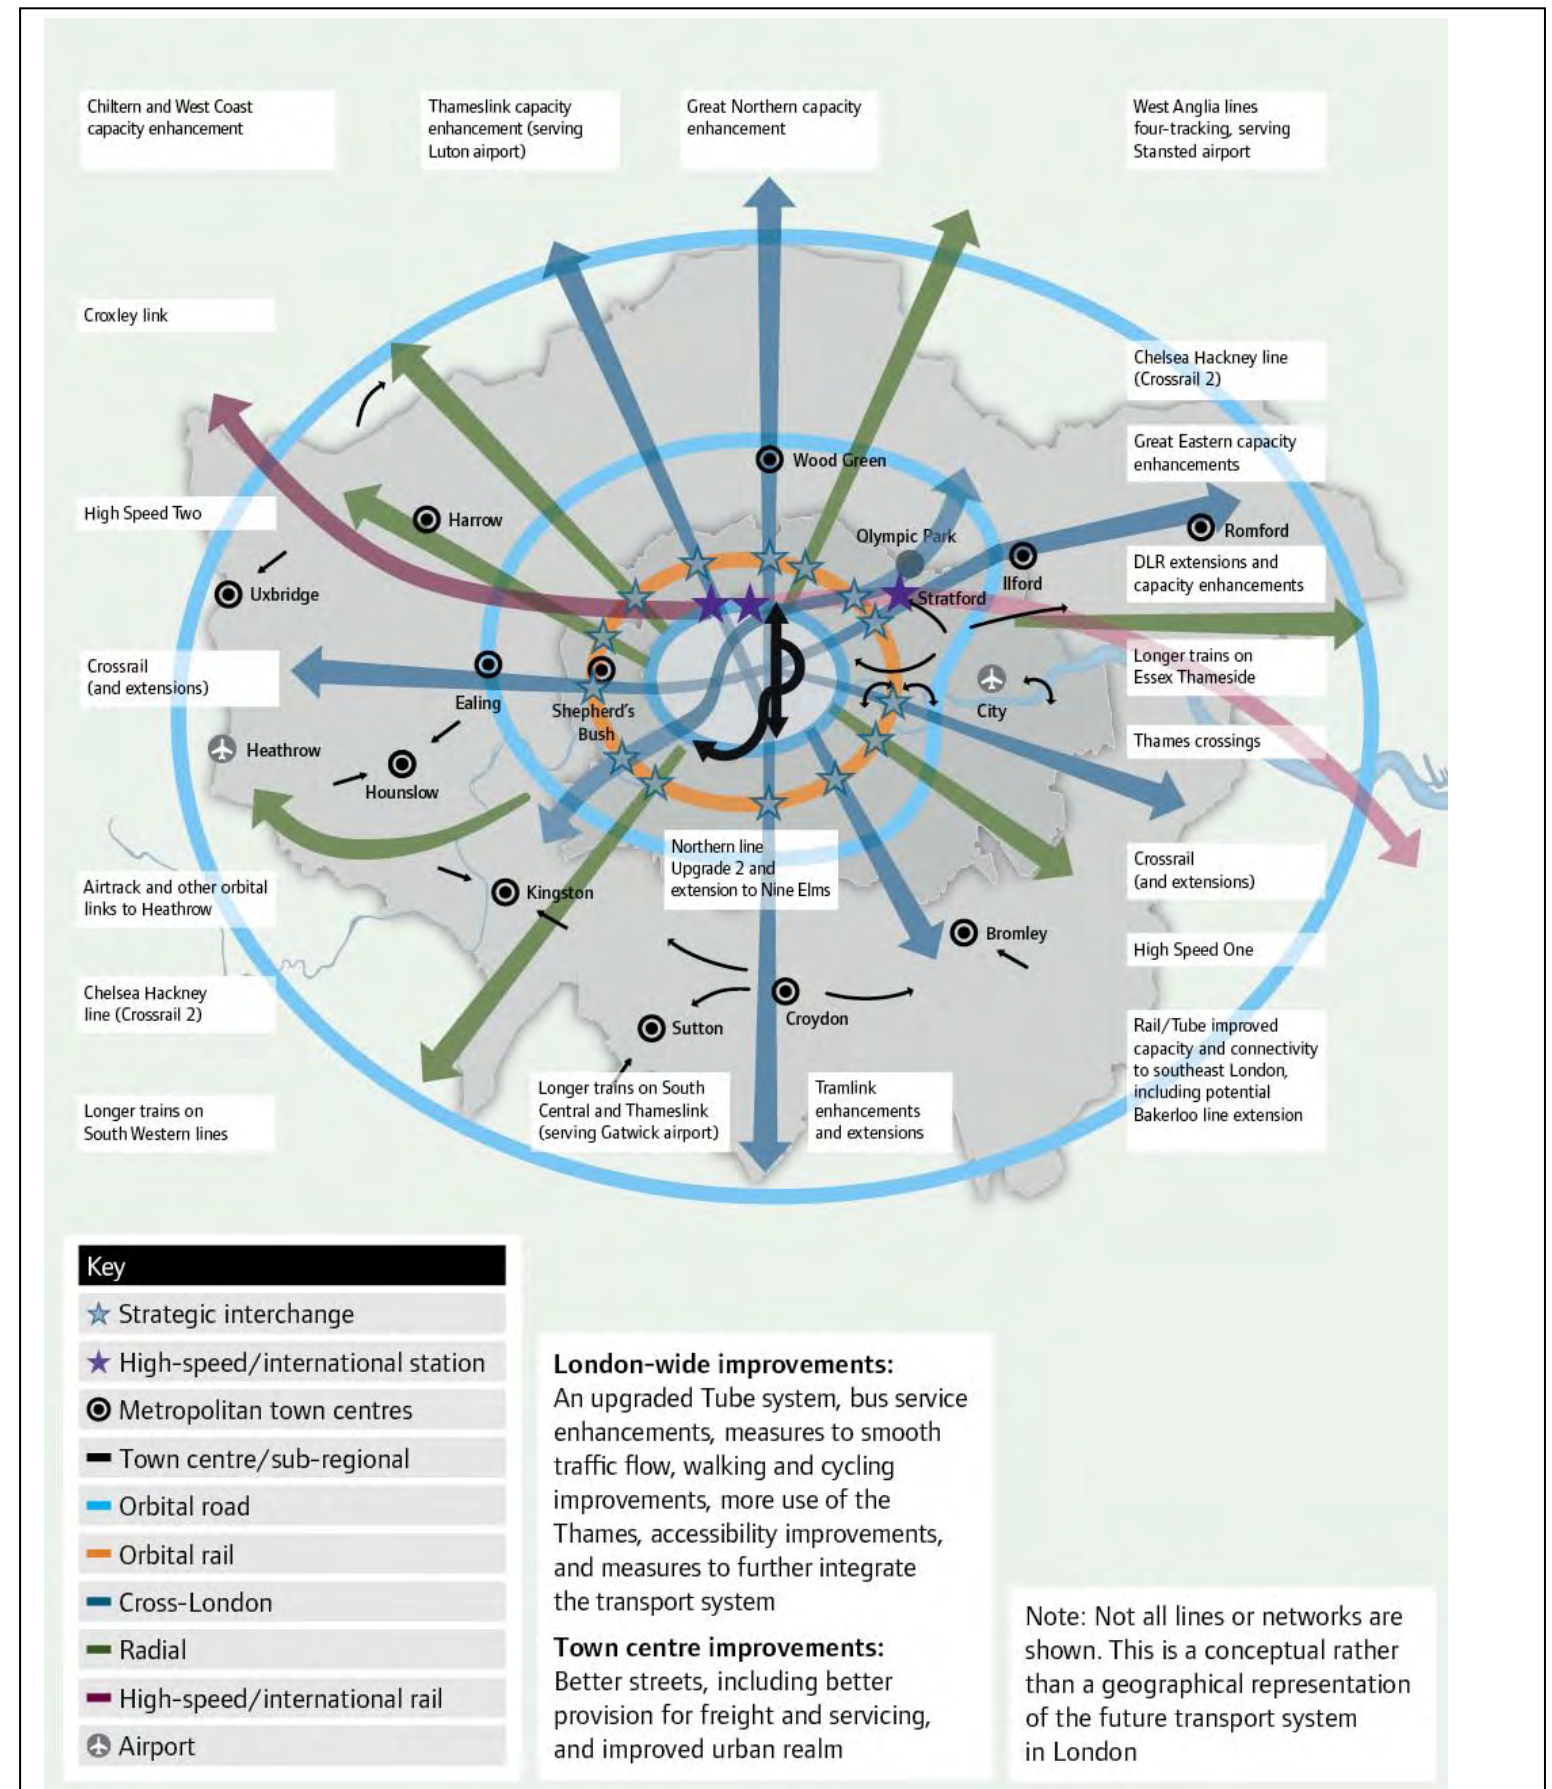 Chiltern and West Coast
capacity enhancement
Thameslink capacity
enhancement (serving
Luton airport)
Great Northern capacity
enhancement
West Anglia lines
four-tracking, serving
Stansted airport
Croxley link
Chelsea Hackney line
(Crossrail 2)
Great Eastern capacity
enhancements
Wood Green
High Speed Two
Harrow
Olympic Park
Romford
DLR extensions and
capacity enhancements
Ilford
Uxbridge
Stratford
Crossrail
(and extensions)
Longer trains on
Essex Thameside
Ealing
Shepherd's
Bush
City
Heathrow
Thames crossings
Hounslow
Northern line
Upgrade 2 and
extension to Nine Elms
Crossrail
(and extensions)
Airtrack and other orbital
links to Heathrow
Kingston
Bromley
High Speed One
Chelsea Hackney
line (Crossrail 2)
Croydon
Sutton
Rail/Tube improved
capacity and connectivity
to southeast London,
including potential
Bakerloo line extension
Longer trains on
South Western lines
Longer trains on South
Central and Thameslink
(serving Gatwick airport)
Tramlink
enhancements
and extensions
Key
Strategic interchange
High-speed/international station
Metropolitan town centres
Town centre/sub-regional
Orbital road
Orbital rail
Cross-London
Radial
High-speed/international rail
Airport
London-wide improvements:
An upgraded Tube system, bus service
enhancements, measures to smooth
traffic flow, walking and cycling
improvements, more use of the
Thames, accessibility improvements,
and measures to further integrate
the transport system
Town centre improvements:
Better streets, including better
provision for freight and servicing,
and improved urban realm
Note: Not all lines or networks are
shown. This is a conceptual rather
than a geographical representation
of the future transport system
in London